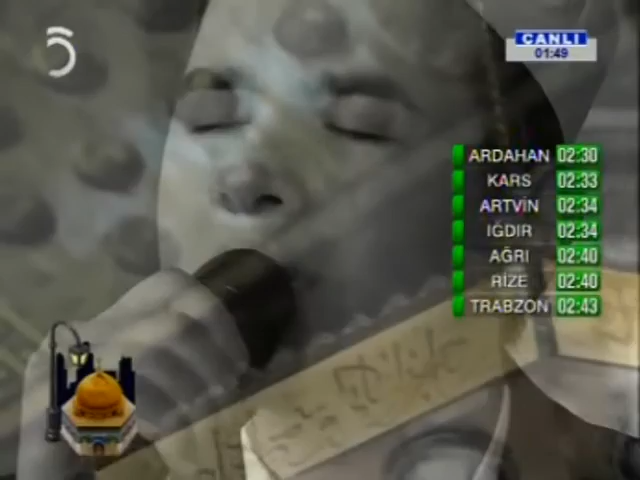 CANLI
01:49
ARDAHAN 02:30
KARS 02:33
ARTVİN 02:34
IĞDIR 02:34
AĞRI 02:40
RİZE 02:40
TRABZON 02:43